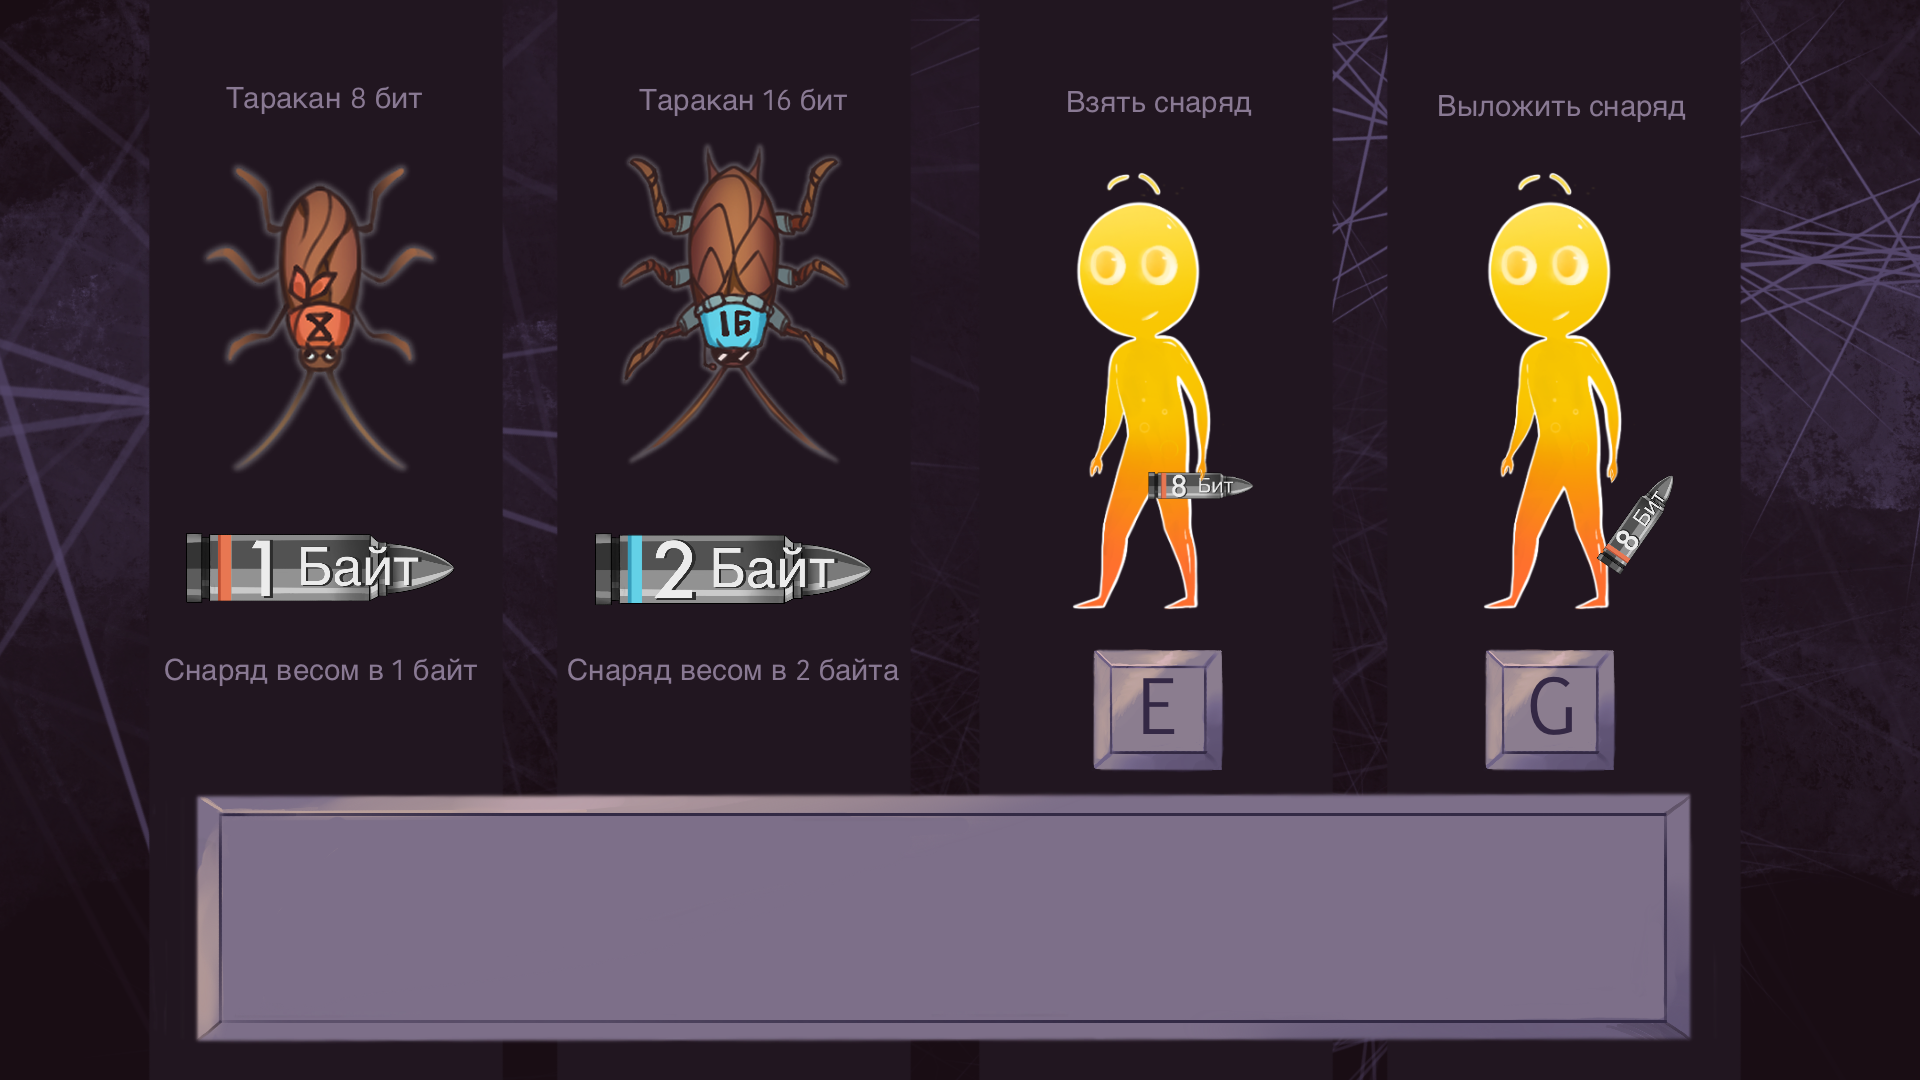 Таракан 8 бит
Таракан 16 бит
Взять снаряд
Выложить снаряд
8
16
8 Бит
8 Бит
1 Байт
2 Байт
Снаряд весом в 1 байт
Снаряд весом в 2 байта
E
G